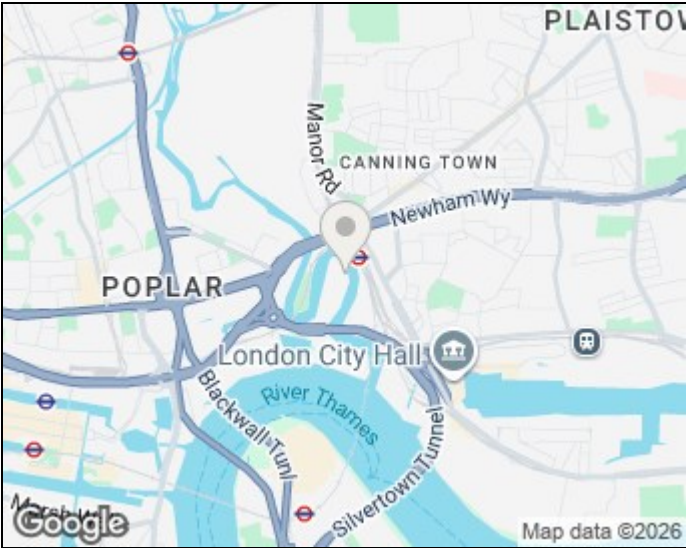 PLAISTOW
Manor Rd
CANNING TOWN
Newham Wy
POPLAR
London City Hall
River Thames
Blackwall Tunl
Silvertown Tunnel
Google
Map data ©2026